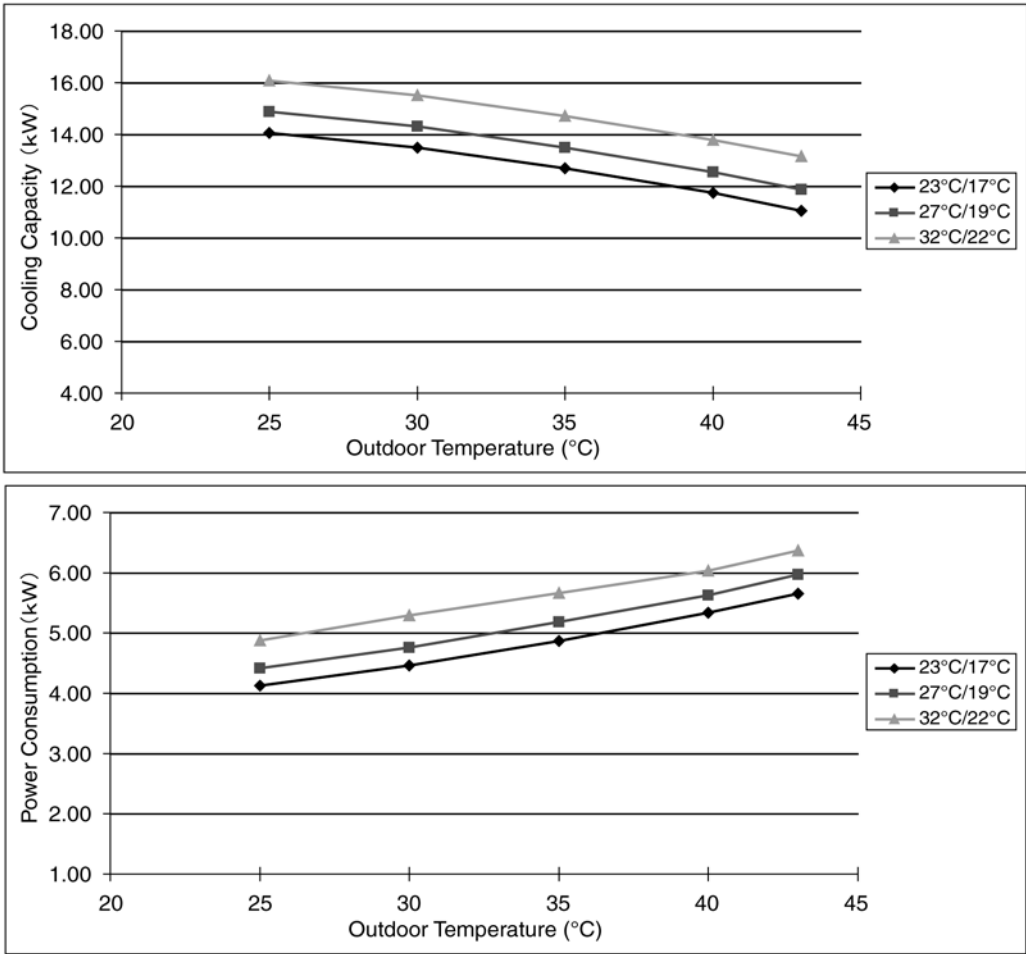 18.00
16.00
14.00
12.00
10.00
8.00
6.00
4.00
Cooling Capacity (kW)
20 25 30 35 40 45
Outdoor Temperature (°C)
23°C/17°C
27°C/19°C
32°C/22°C
7.00
6.00
5.00
4.00
3.00
2.00
1.00
Power Consumption (kW)
20 25 30 35 40 45
Outdoor Temperature (°C)
23°C/17°C
27°C/19°C
32°C/22°C